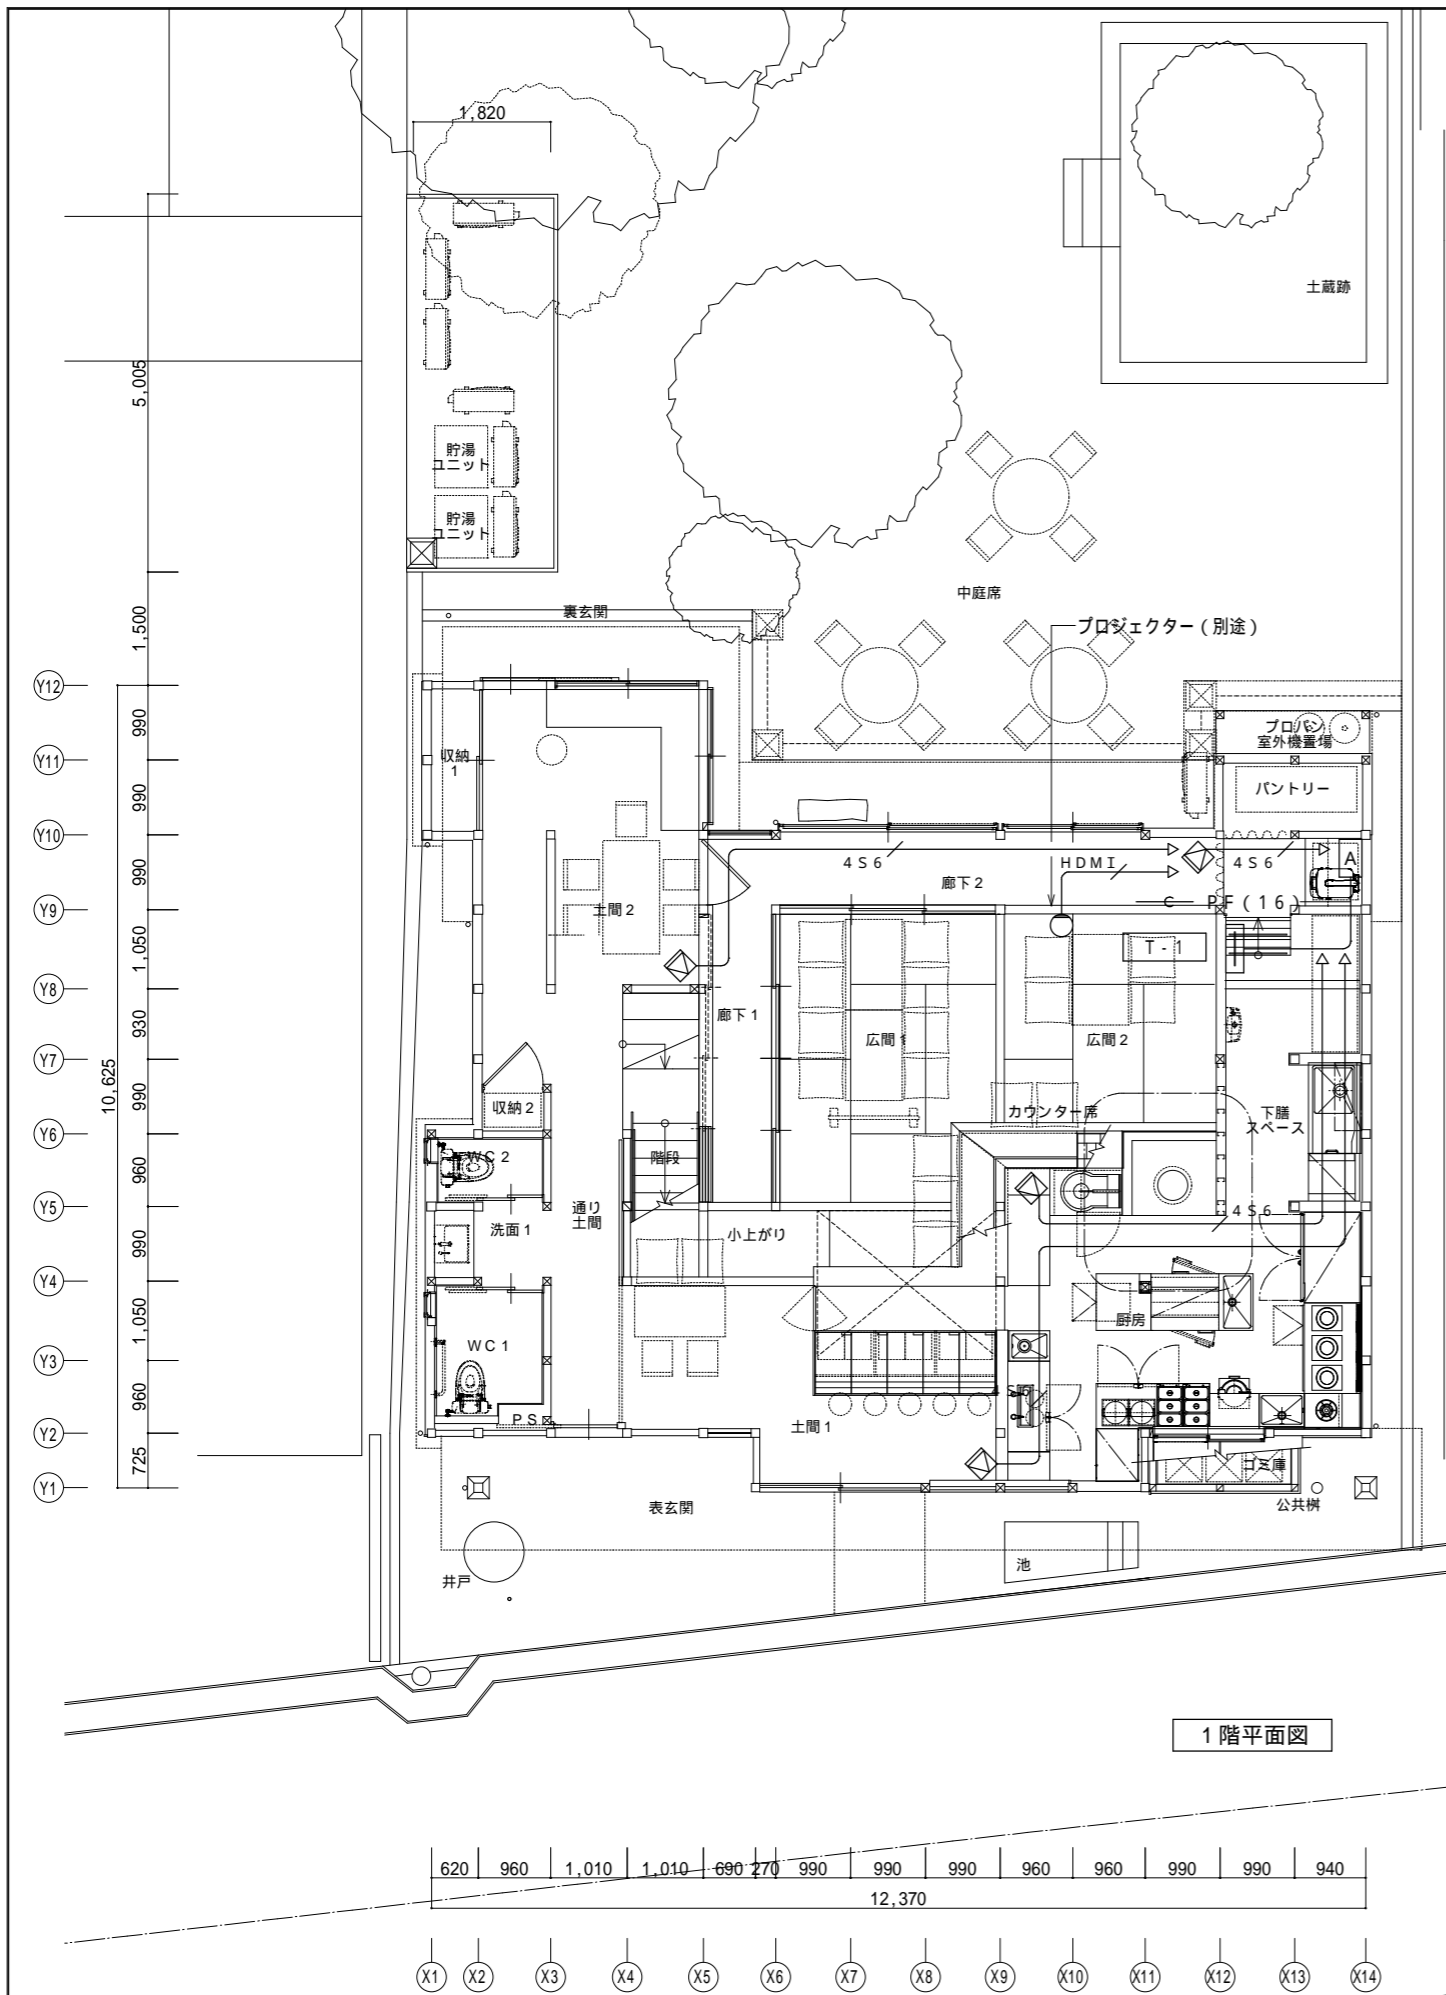 1,820
土蔵跡
5,005
貯湯
ユニット
貯湯
ユニット
中庭席
1,500
裏玄関
プロジェクター(別途)
Y12
990
プロパン
室外機置場
収納
1
Y11
990
パントリー
Y10
990
4S6
HDMI
4S6
A
廊下2
Y9
土間2
C
PF(16)
1,050
T-1
Y8
930
廊下1
広間1
広間2
Y7
10,625
990
収納2
カウンター席
下膳
スペース
Y6
WC2
階段
960
Y5
通り
土間
4S6
990
洗面1
小上がり
Y4
1,050
厨房
WC1
Y3
960
PS
土間1
Y2
725
ゴミ庫
Y1
表玄関
公共桝
池
井戸
1階平面図
620
960
1,010
1,010
690
270
990
990
990
960
960
990
990
940
12,370
X1
X2
X3
X4
X5
X6
X7
X8
X9
X10
X11
X12
X13
X14